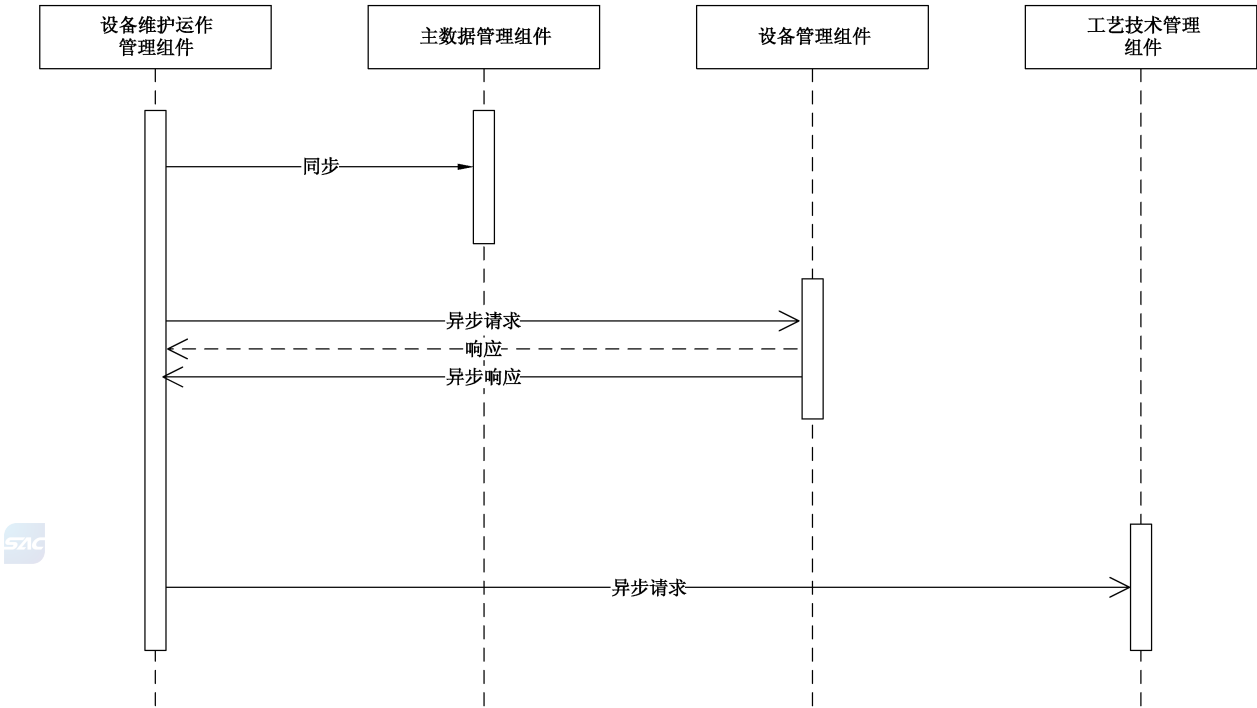 设备维护运作
管理组件
主数据管理组件
设备管理组件
工艺技术管理
组件
同步
异步请求
响应
异步响应
SAC
异步请求